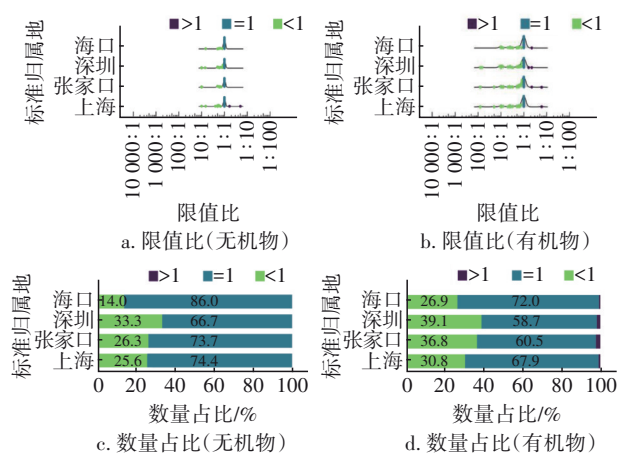 ■>1 ■=1 ■<1
标准归属地
海口
深圳
张家口
上海
10 000∶1
1 000∶1
100∶1
10∶1
1∶1
1∶10
1∶100
限值比
a. 限值比(无机物)
■>1 ■=1 ■<1
标准归属地
海口
深圳
张家口
上海
10 000∶1
1 000∶1
100∶1
10∶1
1∶1
1∶10
1∶100
限值比
b. 限值比(有机物)
■>1 ■=1 ■<1
标准归属地
海口 14.0 86.0
深圳 33.3 66.7
张家口 26.3 73.7
上海 25.6 74.4
0 20 40 60 80 100
数量占比/%
c. 数量占比(无机物)
■>1 ■=1 ■<1
标准归属地
海口 26.9 72.0
深圳 39.1 58.7
张家口 36.8 60.5
上海 30.8 67.9
0 20 40 60 80 100
数量占比/%
d. 数量占比(有机物)